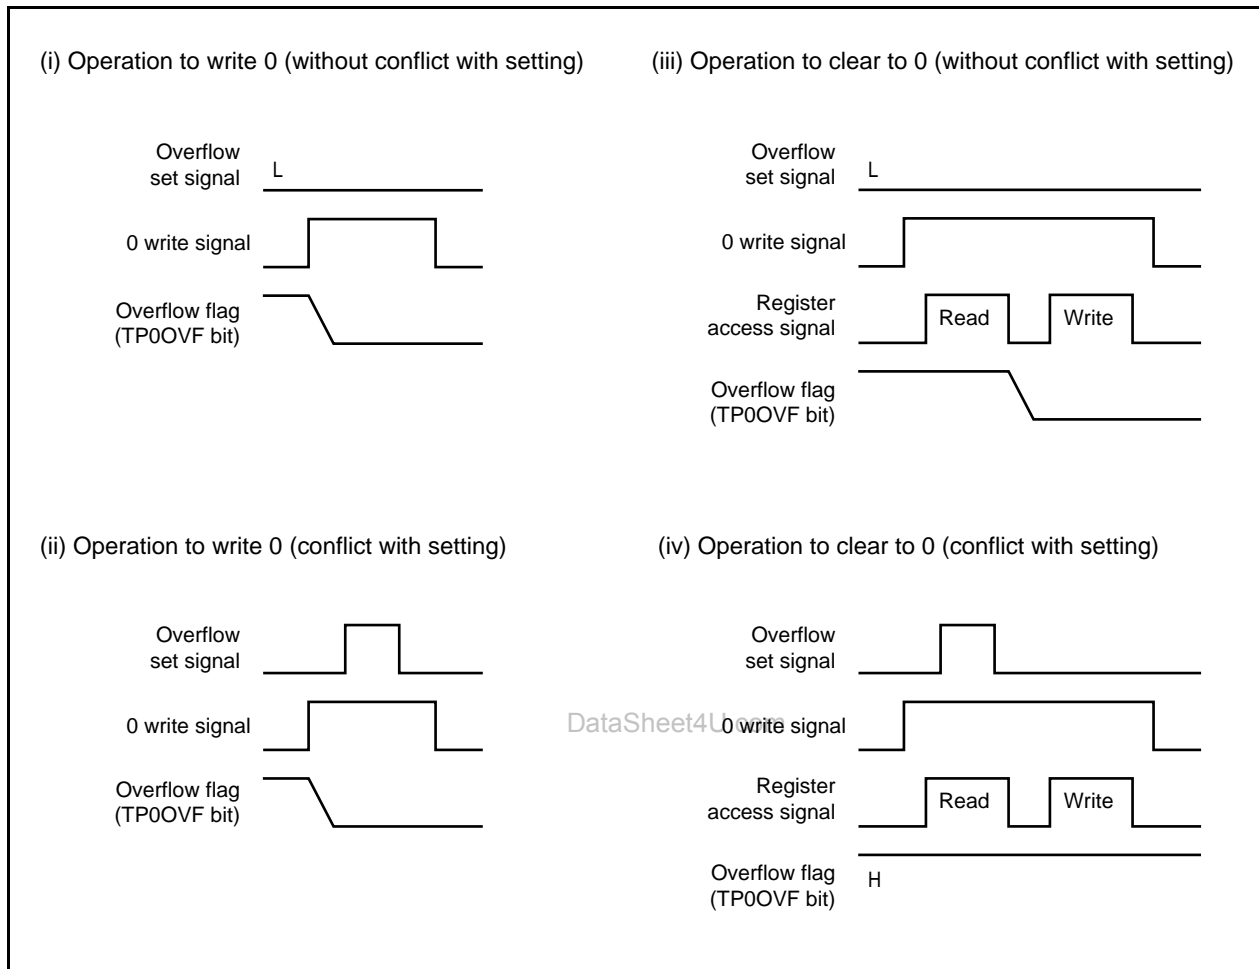 (i) Operation to write 0 (without conflict with setting)
Overflow
set signal
L
0 write signal
Overflow flag
(TP0OVF bit)
(iii) Operation to clear to 0 (without conflict with setting)
Overflow
set signal
L
0 write signal
Register
access signal
Read
Write
Overflow flag
(TP0OVF bit)
(ii) Operation to write 0 (conflict with setting)
Overflow
set signal
0 write signal
Overflow flag
(TP0OVF bit)
(iv) Operation to clear to 0 (conflict with setting)
Overflow
set signal
DataSheet4U.com
0 write signal
Register
access signal
Read
Write
Overflow flag
(TP0OVF bit)
H